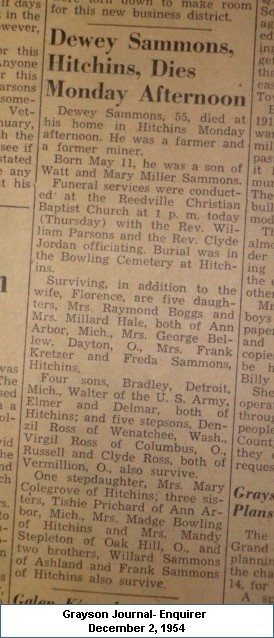 for this new business district.
Dewey Sammons,
Hitchins, Dies
Monday Afternoon
Dewey Sammons, 55, died at
his home in Hitchins Monday
afternoon. He was a farmer and
a former miner.
Born May 11, he was a son of
Watt and Mary Miller Sammons.
Funeral services were conduct-
ed at the Reedville Christian
Baptist Church at 1 p. m. today
(Thursday) with the Rev. Wil-
liam Parsons and the Rev. Clyde
Jordan officiating. Burial was in
the Bowling Cemetery at Hitch-
ins.
Surviving, in addition to the
wife, Florence, are five daugh-
ters, Mrs. Raymond Boggs and
Mrs. Millard Hale, both of Ann
Arbor, Mich., Mrs. George Bel-
lew, Dayton, O., Mrs. Frank
Kretzer and Freda Sammons,
Hitchins.
Four sons, Bradley, Detroit,
Mich., Walter of the U. S. Army,
Elmer and Delmar, both of
Hitchins; and five stepsons, Den-
zil Ross of Wenatchee, Wash.,
Virgil Ross of Columbus, O.,
Russell and Clyde Ross, both of
Vermillion, O., also survive.
One stepdaughter, Mrs. Mary
Colegrove of Hitchins; three sis-
ters, Tishie Prichard of Ann Ar-
bor, Mich., Mrs. Madge Bowling
of Hitchins and Mrs. Mandy
Stepleton of Oak Hill, O., and
two brothers, Willard Sammons
of Ashland and Frank Sammons
of Hitchins also survive.
Grayson Journal- Enquirer
December 2, 1954